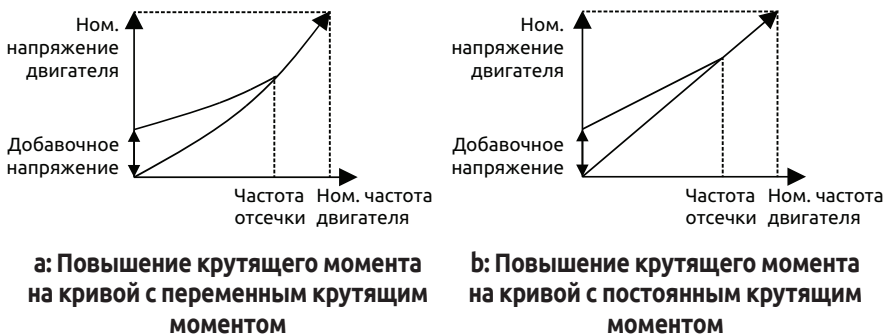 Ном.
напряжение
двигателя
Добавочное
напряжение
Частота
отсечки
Ном. частота
двигателя
a: Повышение крутящего момента
на кривой с переменным крутящим
моментом
Ном.
напряжение
двигателя
Добавочное
напряжение
Частота
отсечки
Ном. частота
двигателя
b: Повышение крутящего момента
на кривой с постоянным крутящим
моментом